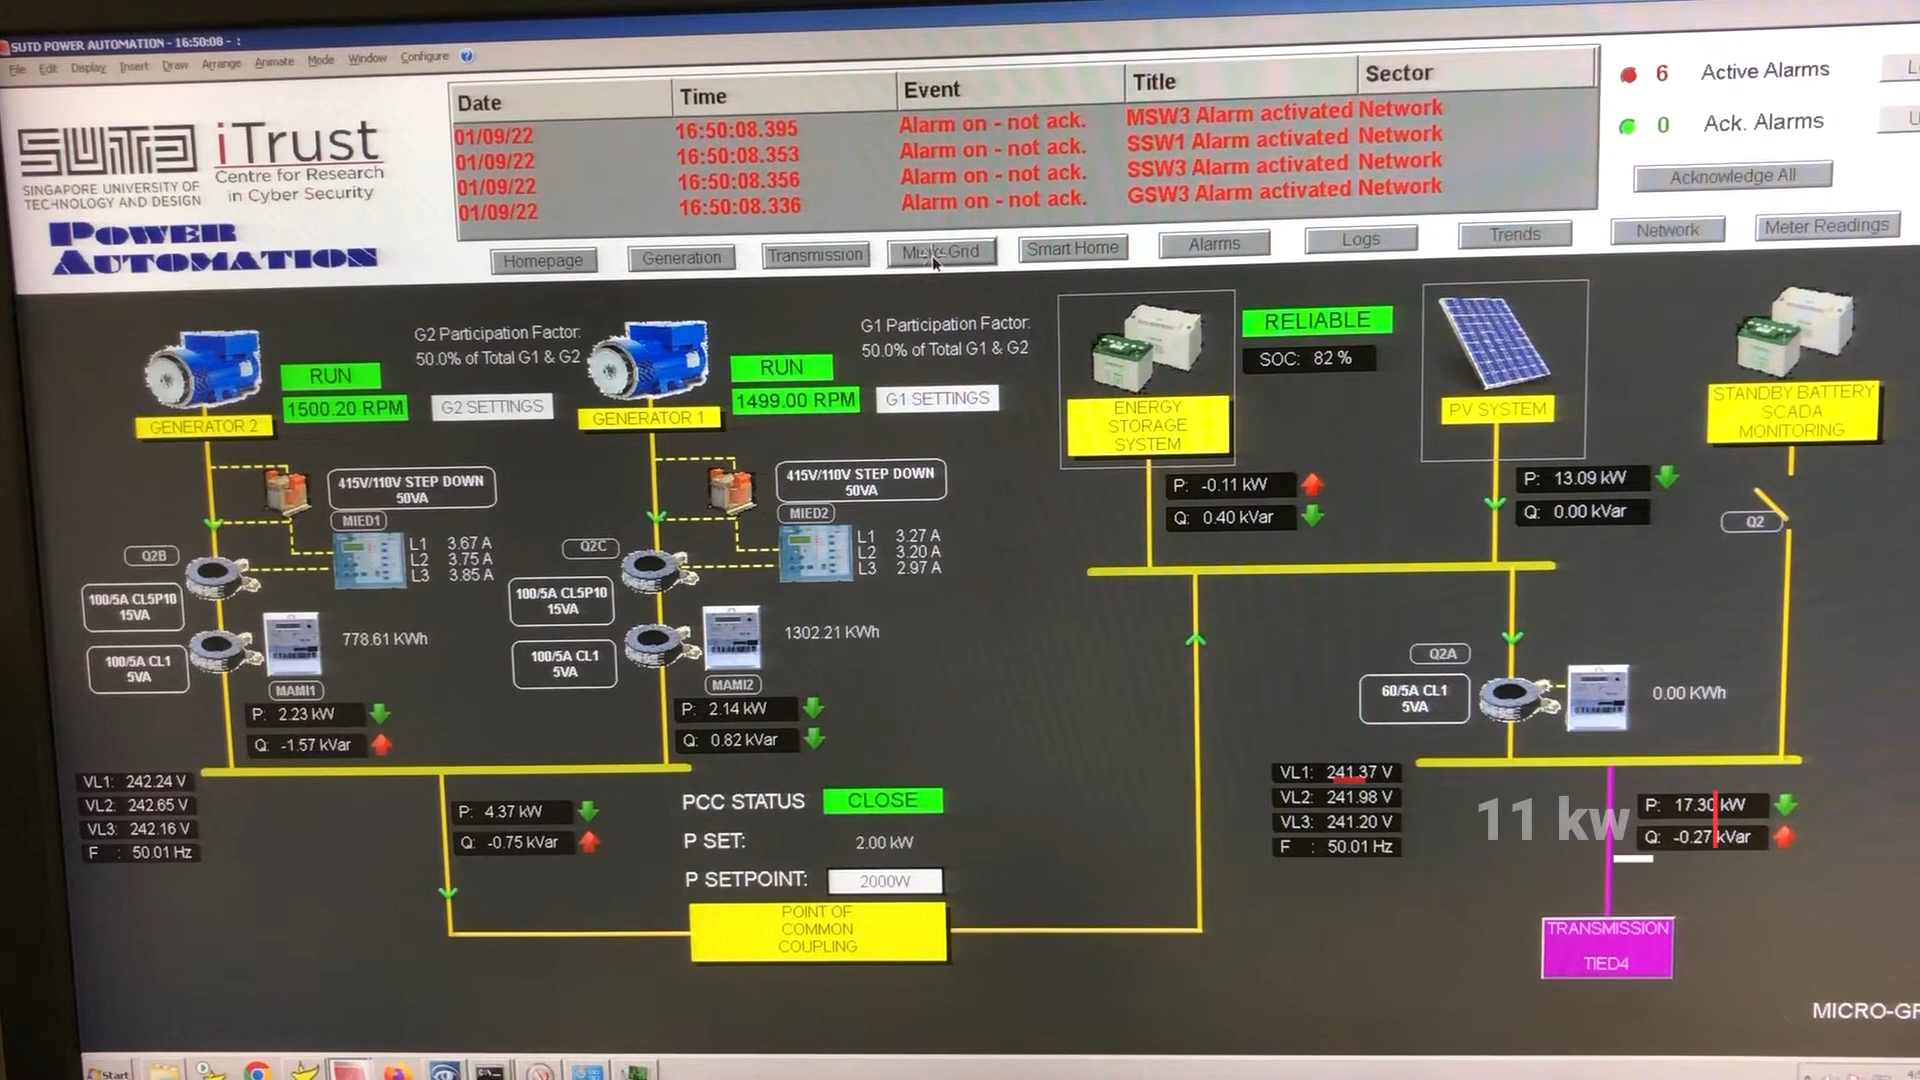 SUTD POWER AUTOMATION - 16:50:08 - :
File Edit Display Insert Draw Arrange Animate Mode Window Configure ?
SUTD
SINGAPORE UNIVERSITY OF
TECHNOLOGY AND DESIGN
iTrust
Centre for Research
in Cyber Security
POWER
AUTOMATION
Date Time Event Title Sector
01/09/22 16:50:08.395 Alarm on - not ack. MSW3 Alarm activated Network
01/09/22 16:50:08.353 Alarm on - not ack. SSW1 Alarm activated Network
01/09/22 16:50:08.356 Alarm on - not ack. SSW3 Alarm activated Network
01/09/22 16:50:08.336 Alarm on - not ack. GSW3 Alarm activated Network
6 Active Alarms
0 Ack. Alarms
Acknowledge All
Homepage Generation Transmission Micro-Grid Smart Home Alarms Logs Trends Network Meter Readings
GENERATOR 2
RUN
1500.20 RPM
G2 Participation Factor:
50.0% of Total G1 & G2
G2 SETTINGS
GENERATOR 1
RUN
1499.00 RPM
G1 Participation Factor:
50.0% of Total G1 & G2
G1 SETTINGS
ENERGY
STORAGE
SYSTEM
RELIABLE
SOC: 82 %
PV SYSTEM
STANDBY BATTERY
SCADA
MONITORING
415V/110V STEP DOWN
50VA
MIED1
L1 3.67 A
L2 3.75 A
L3 3.85 A
Q2B
100/5A CL5P10
15VA
100/5A CL1
5VA
778.61 KWh
MAMI1
P: 2.23 kW
Q: -1.57 kVar
415V/110V STEP DOWN
50VA
MIED2
L1 3.27 A
L2 3.20 A
L3 2.97 A
Q2C
100/5A CL5P10
15VA
100/5A CL1
5VA
1302.21 KWh
MAMI2
P: 2.14 kW
Q: 0.82 kVar
P: -0.11 kW
Q: 0.40 kVar
P: 13.09 kW
Q: 0.00 kVar
Q2
Q2A
60/5A CL1
5VA
0.00 KWh
VL1: 242.24 V
VL2: 242.65 V
VL3: 242.16 V
F : 50.01 Hz
P: 4.37 kW
Q: -0.75 kVar
PCC STATUS CLOSE
P SET: 2.00 kW
P SETPOINT: 2000W
POINT OF
COMMON
COUPLING
VL1: 241.37 V
VL2: 241.98 V
VL3: 241.20 V
F : 50.01 Hz
11 kw
P: 17.30 kW
Q: -0.27 kVar
TRANSMISSION
TIED4
MICRO-GR
Start